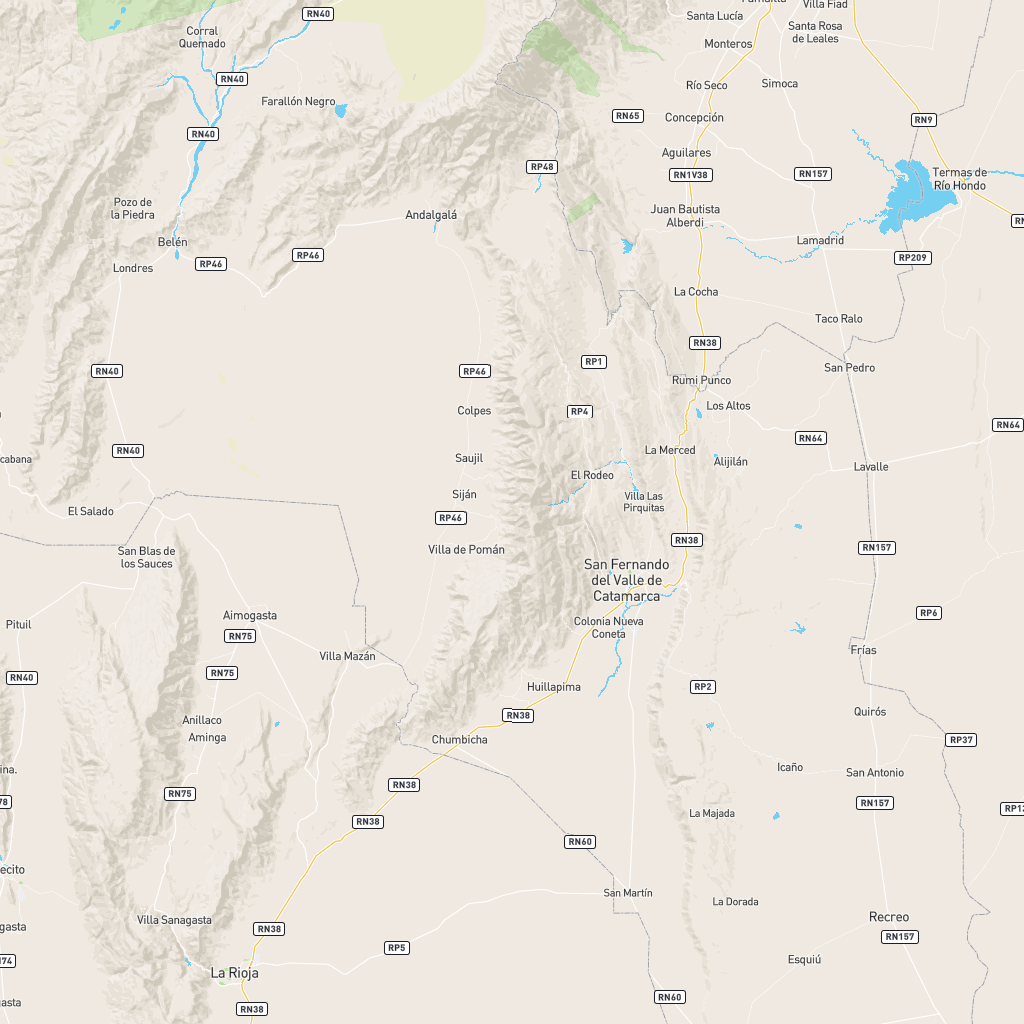 RN40
Santa Lucía
Villa Fiad
Corral
Quemado
Santa Rosa
de Leales
Monteros
RN40
Río Seco
Simoca
Farallón Negro
RN65
Concepción
RN9
RN40
Aguilares
RP48
RN1V38
RN157
Termas de
Río Hondo
Pozo de
la Piedra
Andalgalá
Juan Bautista
Alberdi
RN
Belén
Lamadrid
RP46
RP46
RP209
Londres
La Cocha
Taco Ralo
RN38
RP1
RN40
RP46
San Pedro
Rumi Punco
Los Altos
Colpes
RP4
RN64
RN64
RN40
La Merced
cabana
Saujil
Alijilán
Lavalle
El Rodeo
Siján
Villa Las
Pirquitas
El Salado
RP46
RN38
RN157
San Blas de
los Sauces
Villa de Pomán
San Fernando
del Valle de
Catamarca
Aimogasta
RP6
Pituil
Colonia Nueva
Coneta
RN75
Frías
Villa Mazán
RN75
RN40
Huillapima
RP2
Anillaco
RN38
Quirós
Aminga
Chumbicha
RP37
ina.
Icaño
San Antonio
RN38
RN75
78
RN157
RP1
La Majada
RN38
RN60
ecito
San Martín
La Dorada
Villa Sanagasta
Recreo
gasta
RN38
RN157
RP5
74
Esquiú
La Rioja
RN60
gasta
RN38